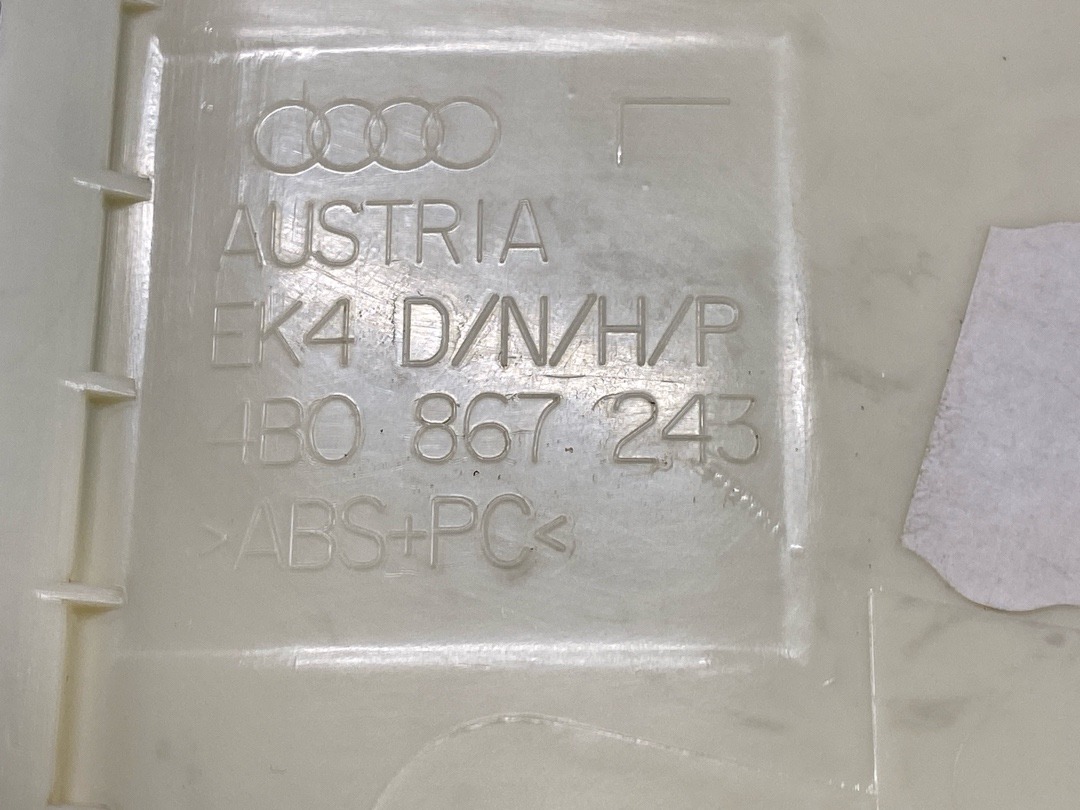 AUSTRIA
EK4 D/N/H/P
4B0 867 243
>ABS+PC<